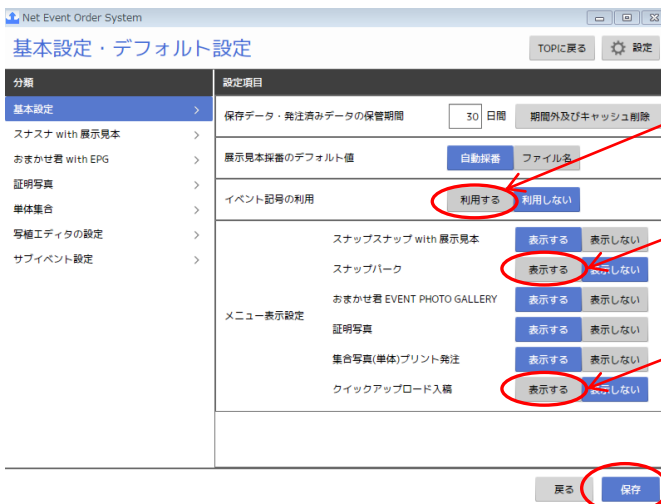 Net Event Order System
基本設定・デフォルト設定
TOPに戻る
設定
分類
設定項目
基本設定
保存データ・発注済みデータの保管期間 30 日間 期間外及びキャッシュ削除
スナスナ with 展示見本
おまかせ君 with EPG
展示見本採番のデフォルト値 自動採番 ファイル名
証明写真
単体集合
イベント記号の利用 利用する 利用しない
写植エディタの設定
サブイベント設定
メニュー表示設定
スナップスナップ with 展示見本 表示する 表示しない
スナップパーク 表示する 表示しない
おまかせ君 EVENT PHOTO GALLERY 表示する 表示しない
証明写真 表示する 表示しない
集合写真(単体)プリント発注 表示する 表示しない
クイックアップロード入稿 表示する 表示しない
戻る
保存